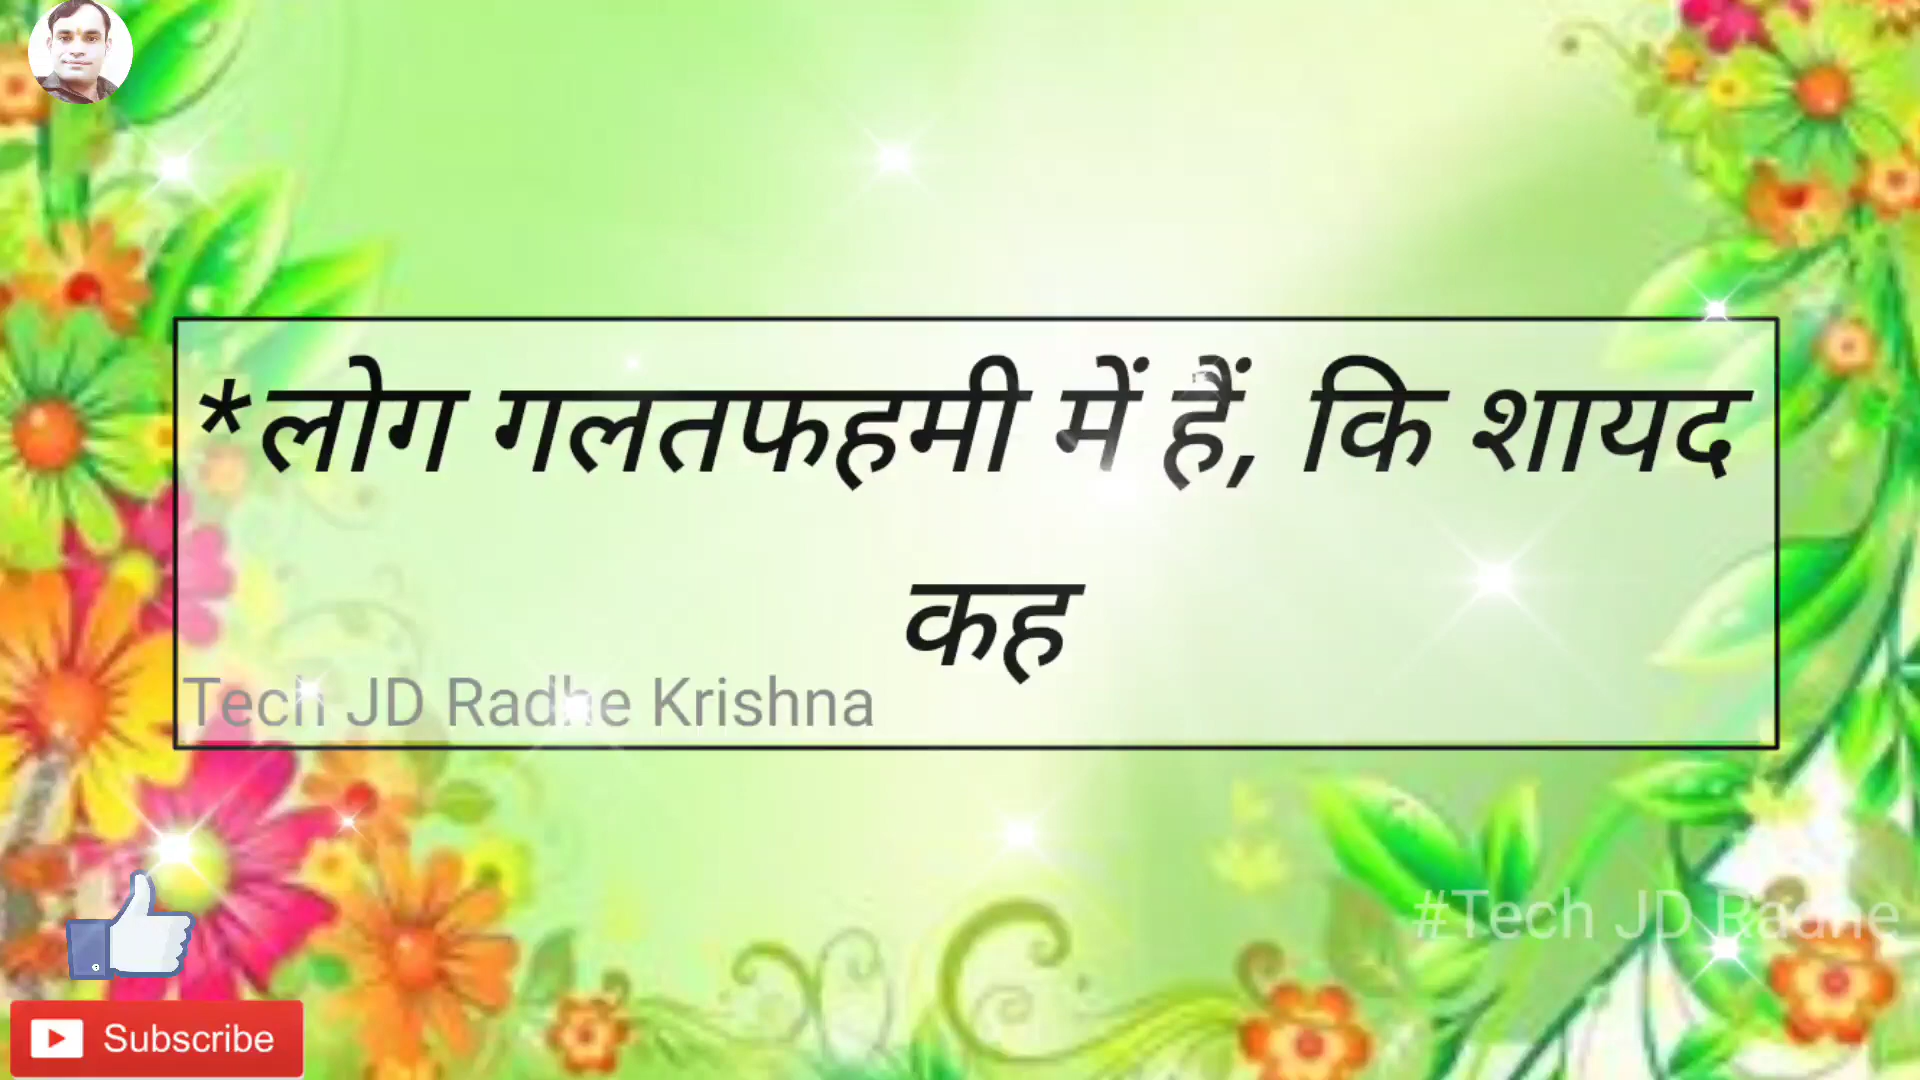 *लोग गलतफहमी में हैं, कि शायद
कह
Tech JD Radhe Krishna
#Tech JD Radhe
Subscribe